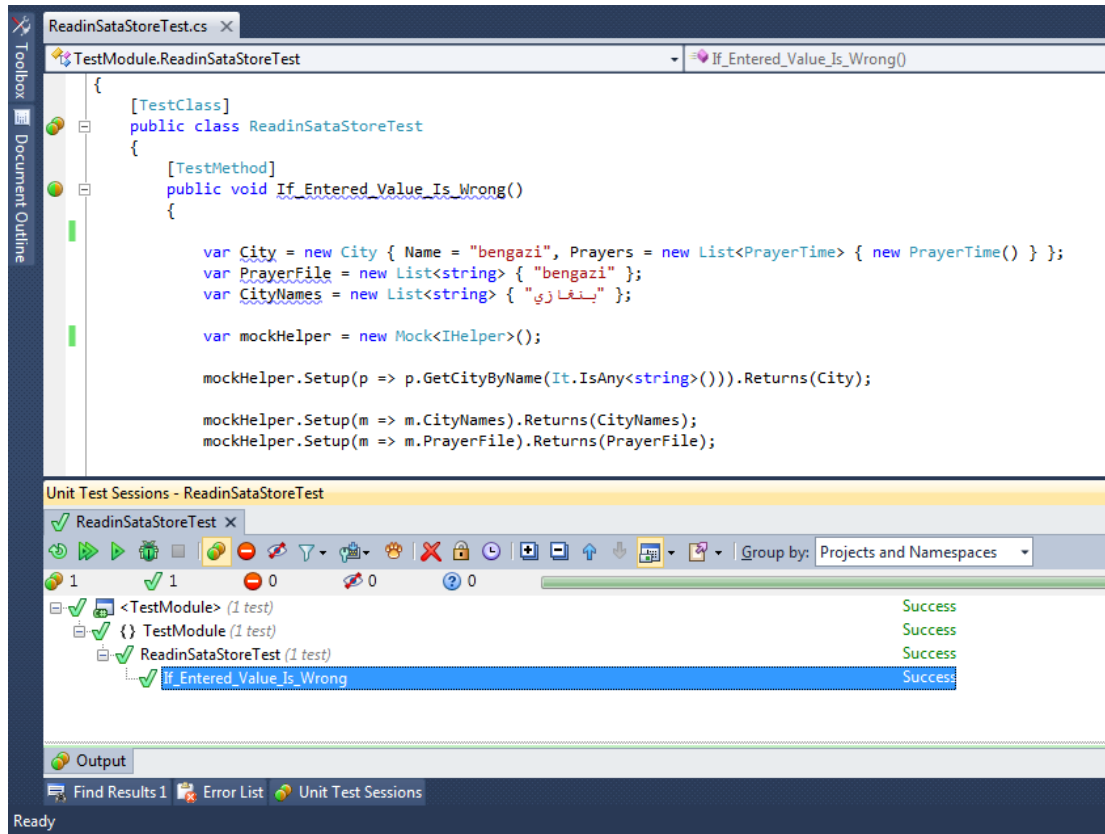 ReadinSataStoreTest.cs
Toolbox
Document Outline
TestModule.ReadinSataStoreTest
If_Entered_Value_Is_Wrong()
{
[TestClass]
public class ReadinSataStoreTest
{
[TestMethod]
public void If_Entered_Value_Is_Wrong()
{
var City = new City { Name = "bengazi", Prayers = new List<PrayerTime> { new PrayerTime() } };
var PrayerFile = new List<string> { "bengazi" };
var CityNames = new List<string> { "بنغازي" };
var mockHelper = new Mock<IHelper>();
mockHelper.Setup(p => p.GetCityByName(It.IsAny<string>())).Returns(City);
mockHelper.Setup(m => m.CityNames).Returns(CityNames);
mockHelper.Setup(m => m.PrayerFile).Returns(PrayerFile);
Unit Test Sessions - ReadinSataStoreTest
ReadinSataStoreTest
Group by: Projects and Namespaces
1 1 0 0 0
<TestModule> (1 test) Success
{} TestModule (1 test) Success
ReadinSataStoreTest (1 test) Success
If_Entered_Value_Is_Wrong Success
Output
Find Results 1 Error List Unit Test Sessions
Ready